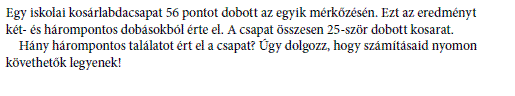 Egy iskolai kosárlabdacsapat 56 pontot dobott az egyik mérkőzésén. Ezt az eredményt
két- és hárompontos dobásokból érte el. A csapat összesen 25-ször dobott kosarat.
Hány hárompontos találatot ért el a csapat? Úgy dolgozz, hogy számításaid nyomon
követhetők legyenek!